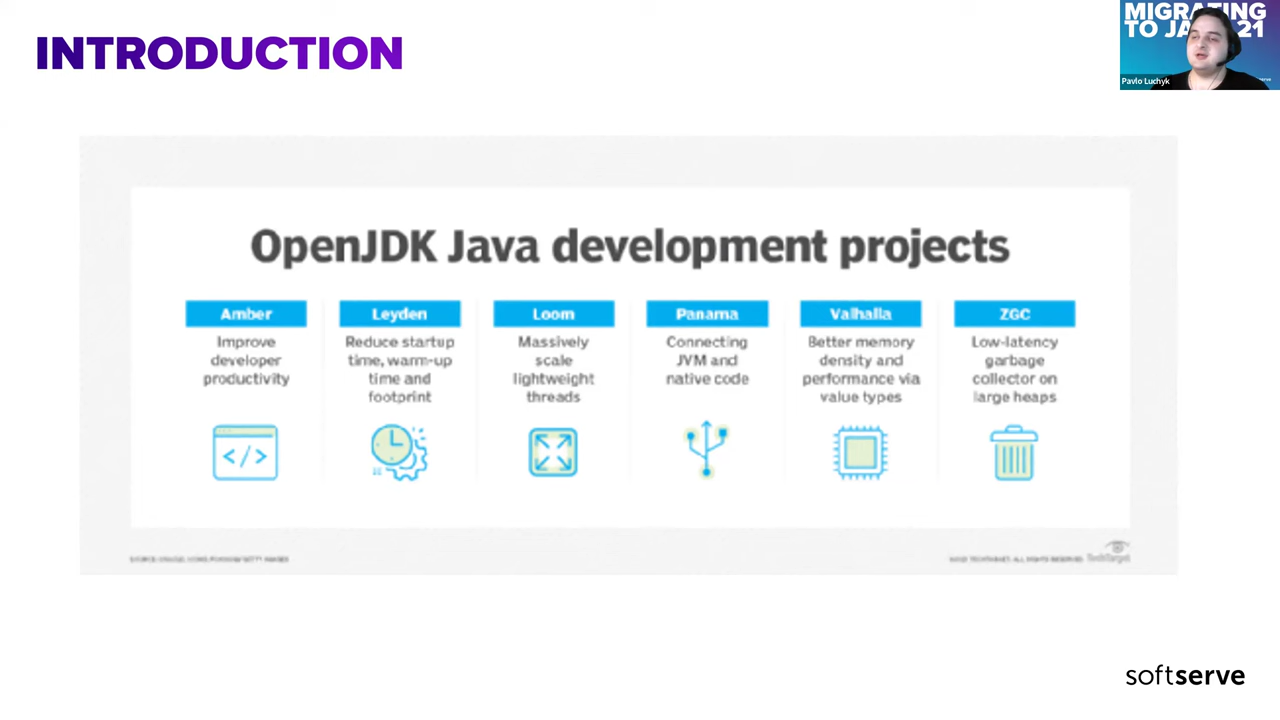 INTRODUCTION
MIGRATING
TO JA 21
Pavlo Luchyk
OpenJDK Java development projects
Amber
Improve
developer
productivity
</>
Leyden
Reduce startup
time, warm-up
time and
footprint
Loom
Massively
scale
lightweight
threads
Panama
Connecting
JVM and
native code
Valhalla
Better memory
density and
performance via
value types
ZGC
Low-latency
garbage
collector on
large heaps
TechTarget
softserve